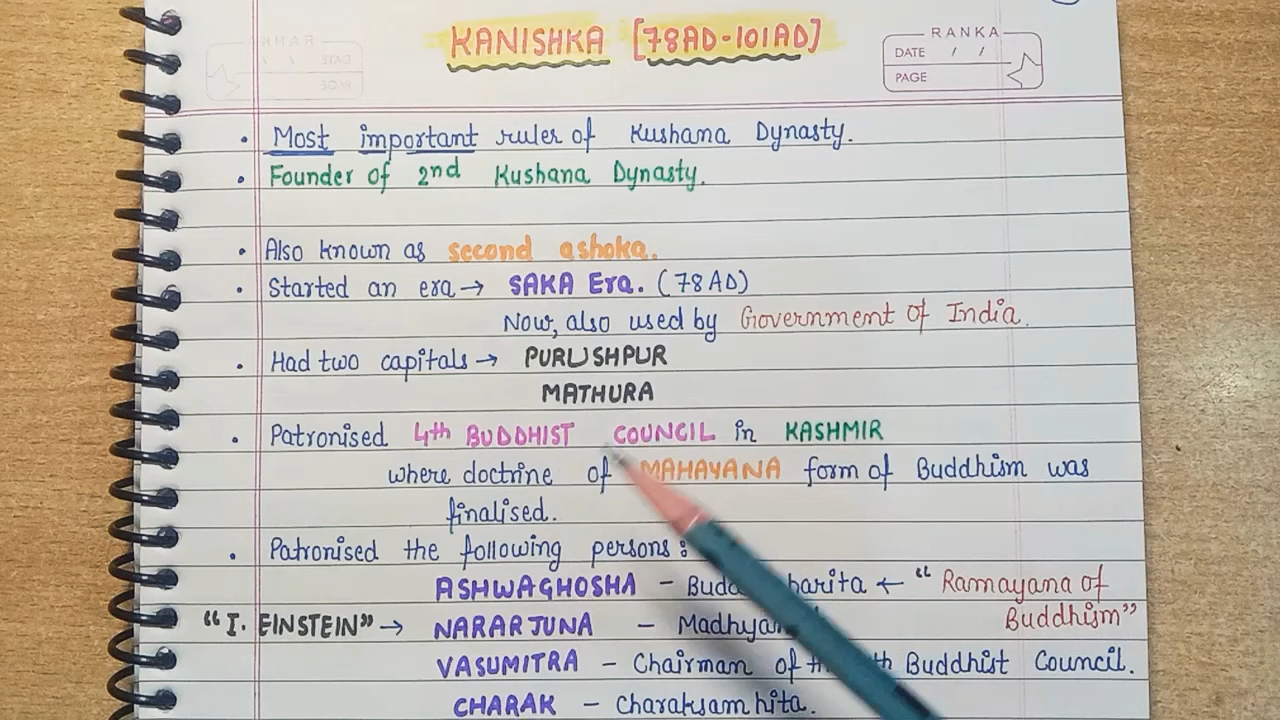 KANISHKA [78AD-101AD]
RANKA
DATE / /
PAGE
• Most important ruler of Kushana Dynasty.
• Founder of 2nd Kushana Dynasty.
• Also known as second ashoka.
• Started an era → SAKA Era. (78AD)
Now, also used by Government of India.
• Had two capitals → PURUSHPUR
MATHURA
• Patronised 4th BUDDHIST COUNCIL in KASHMIR
where doctrine of MAHAYANA form of Buddhism was
finalised.
• Patronised the following persons:
ASHWAGHOSHA - ← "Ramayana of
Buddhism"
"I. EINSTEIN" → NARARJUNA -
VASUMITRA - Chairman of Buddhist Council.
CHARAK - Charaksamhita.